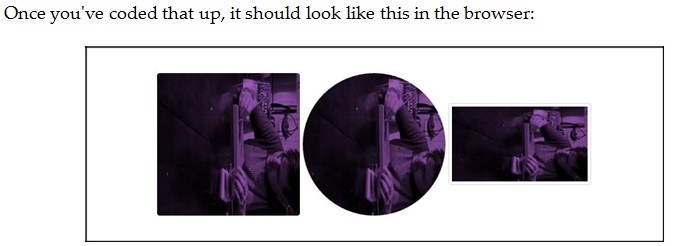 Once you've coded that up, it should look like this in the browser: